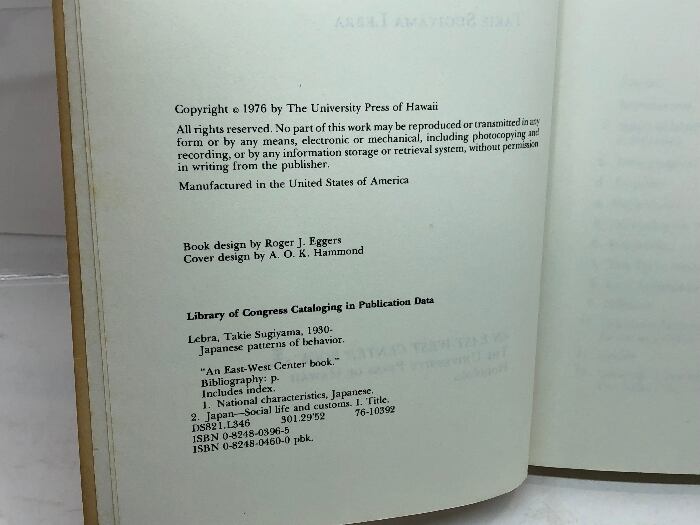 Copyright © 1976 by The University Press of Hawaii
All rights reserved. No part of this work may be reproduced or transmitted in any
form or by any means, electronic or mechanical, including photocopying and
recording, or by any information storage or retrieval system, without permission
in writing from the publisher.
Manufactured in the United States of America
Book design by Roger J. Eggers
Cover design by A. O. K. Hammond
Library of Congress Cataloging in Publication Data
Lebra, Takie Sugiyama, 1930-
Japanese patterns of behavior.
"An East-West Center book."
Bibliography: p.
Includes index.
1. National characteristics, Japanese.
2. Japan—Social life and customs. I. Title.
DS821.L346 301.29'52 76-10392
ISBN 0-8248-0396-5
ISBN 0-8248-0460-0 pbk.